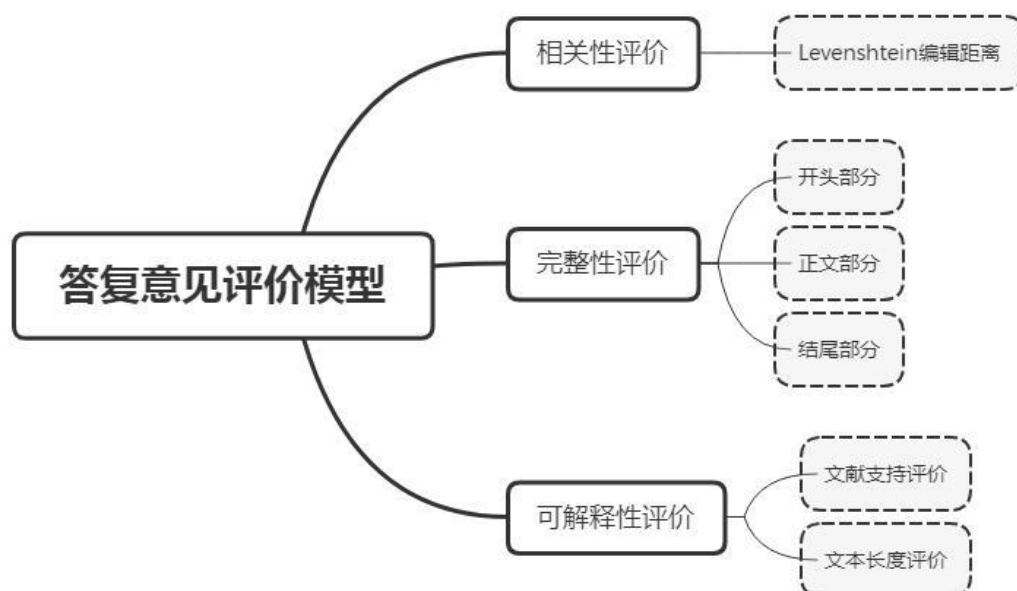 答复意见评价模型
相关性评价
Levenshtein编辑距离
完整性评价
开头部分
正文部分
结尾部分
可解释性评价
文献支持评价
文本长度评价